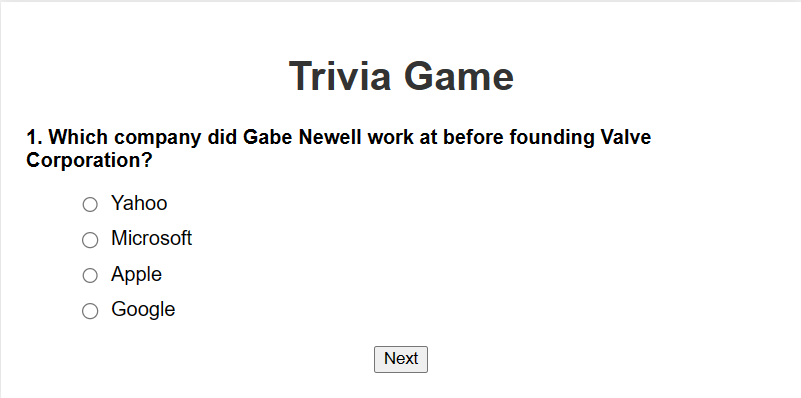 Trivia Game
1. Which company did Gabe Newell work at before founding Valve
Corporation?
Yahoo
Microsoft
Apple
Google
Next